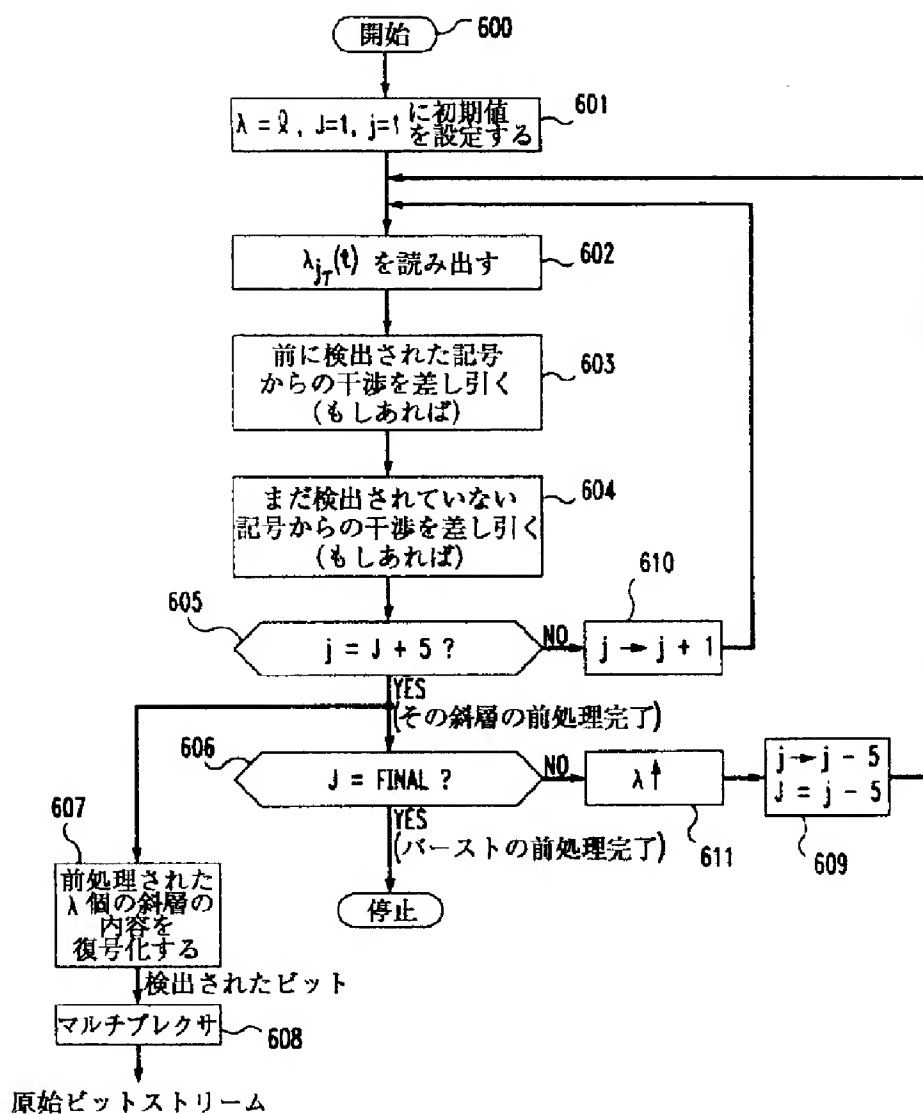 開始
600
λ = ℓ, J=1, j=1 に初期値
を設定する
601
λjT(t) を読み出す
602
前に検出された記号
からの干渉を差し引く
(もしあれば)
603
まだ検出されていない
記号からの干渉を差し引く
(もしあれば)
604
605
j = J + 5 ?
NO
610
j → j + 1
YES
(その斜層の前処理完了)
606
J = FINAL ?
NO
λ↑
611
j → j - 5
J = j - 5
609
YES
(バーストの前処理完了)
停止
607
前処理された
λ 個の斜層の
内容を
復号化する
検出されたビット
マルチプレクサ
608
原始ビットストリーム